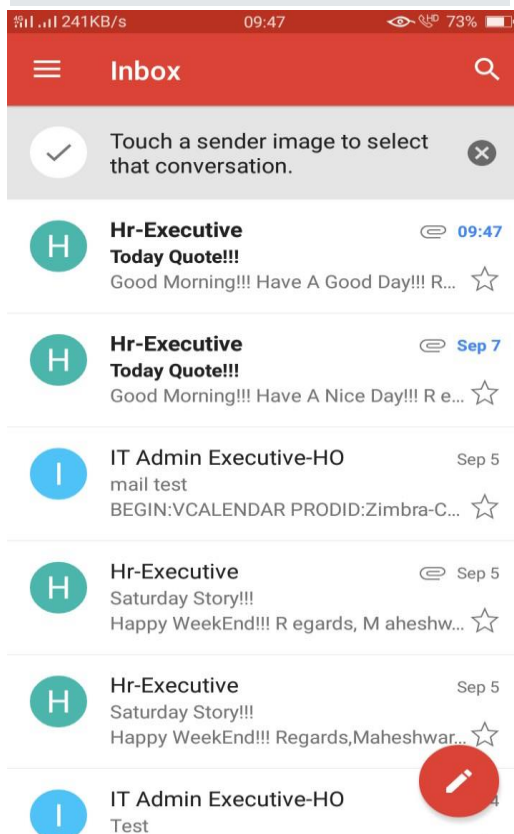 241KB/s 09:47 73%
Inbox
Touch a sender image to select
that conversation.
H Hr-Executive 09:47
Today Quote!!!
Good Morning!!! Have A Good Day!!! R...
H Hr-Executive Sep 7
Today Quote!!!
Good Morning!!! Have A Nice Day!!! R e...
I IT Admin Executive-HO Sep 5
mail test
BEGIN:VCALENDAR PRODID:Zimbra-C...
H Hr-Executive Sep 5
Saturday Story!!!
Happy WeekEnd!!! R egards, M aheshw...
H Hr-Executive Sep 5
Saturday Story!!!
Happy WeekEnd!!! Regards,Maheshwar...
I IT Admin Executive-HO
Test